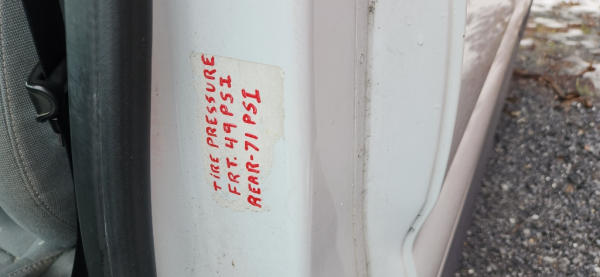 TIRE PRESSURE
FRT. 49 PSI
REAR-71 PSI